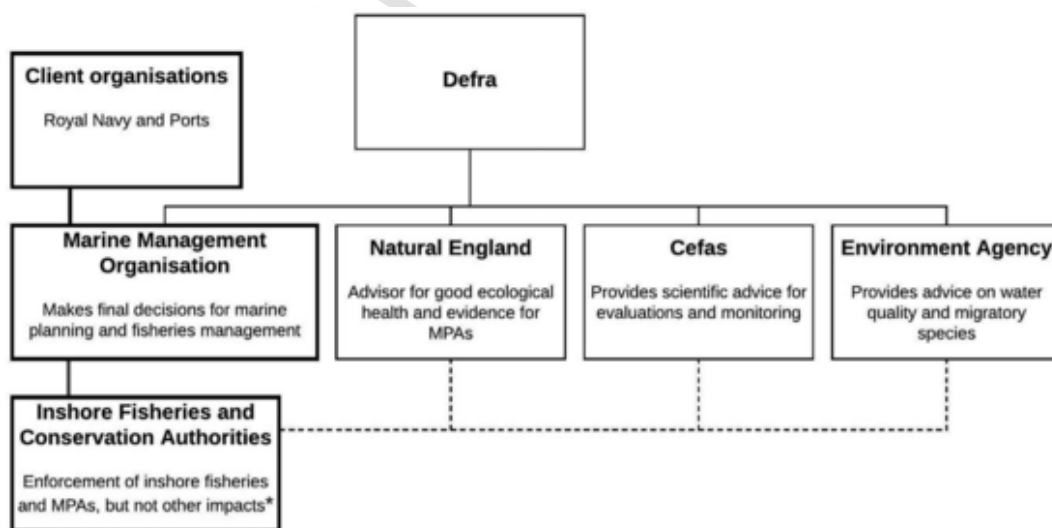 Client organisations
Royal Navy and Ports
Defra
Marine Management
Organisation
Makes final decisions for marine
planning and fisheries management
Natural England
Advisor for good ecological
health and evidence for
MPAs
Cefas
Provides scientific advice for
evaluations and monitoring
Environment Agency
Provides advice on water
quality and migratory
species
Inshore Fisheries and
Conservation Authorities
Enforcement of inshore fisheries
and MPAs, but not other impacts*